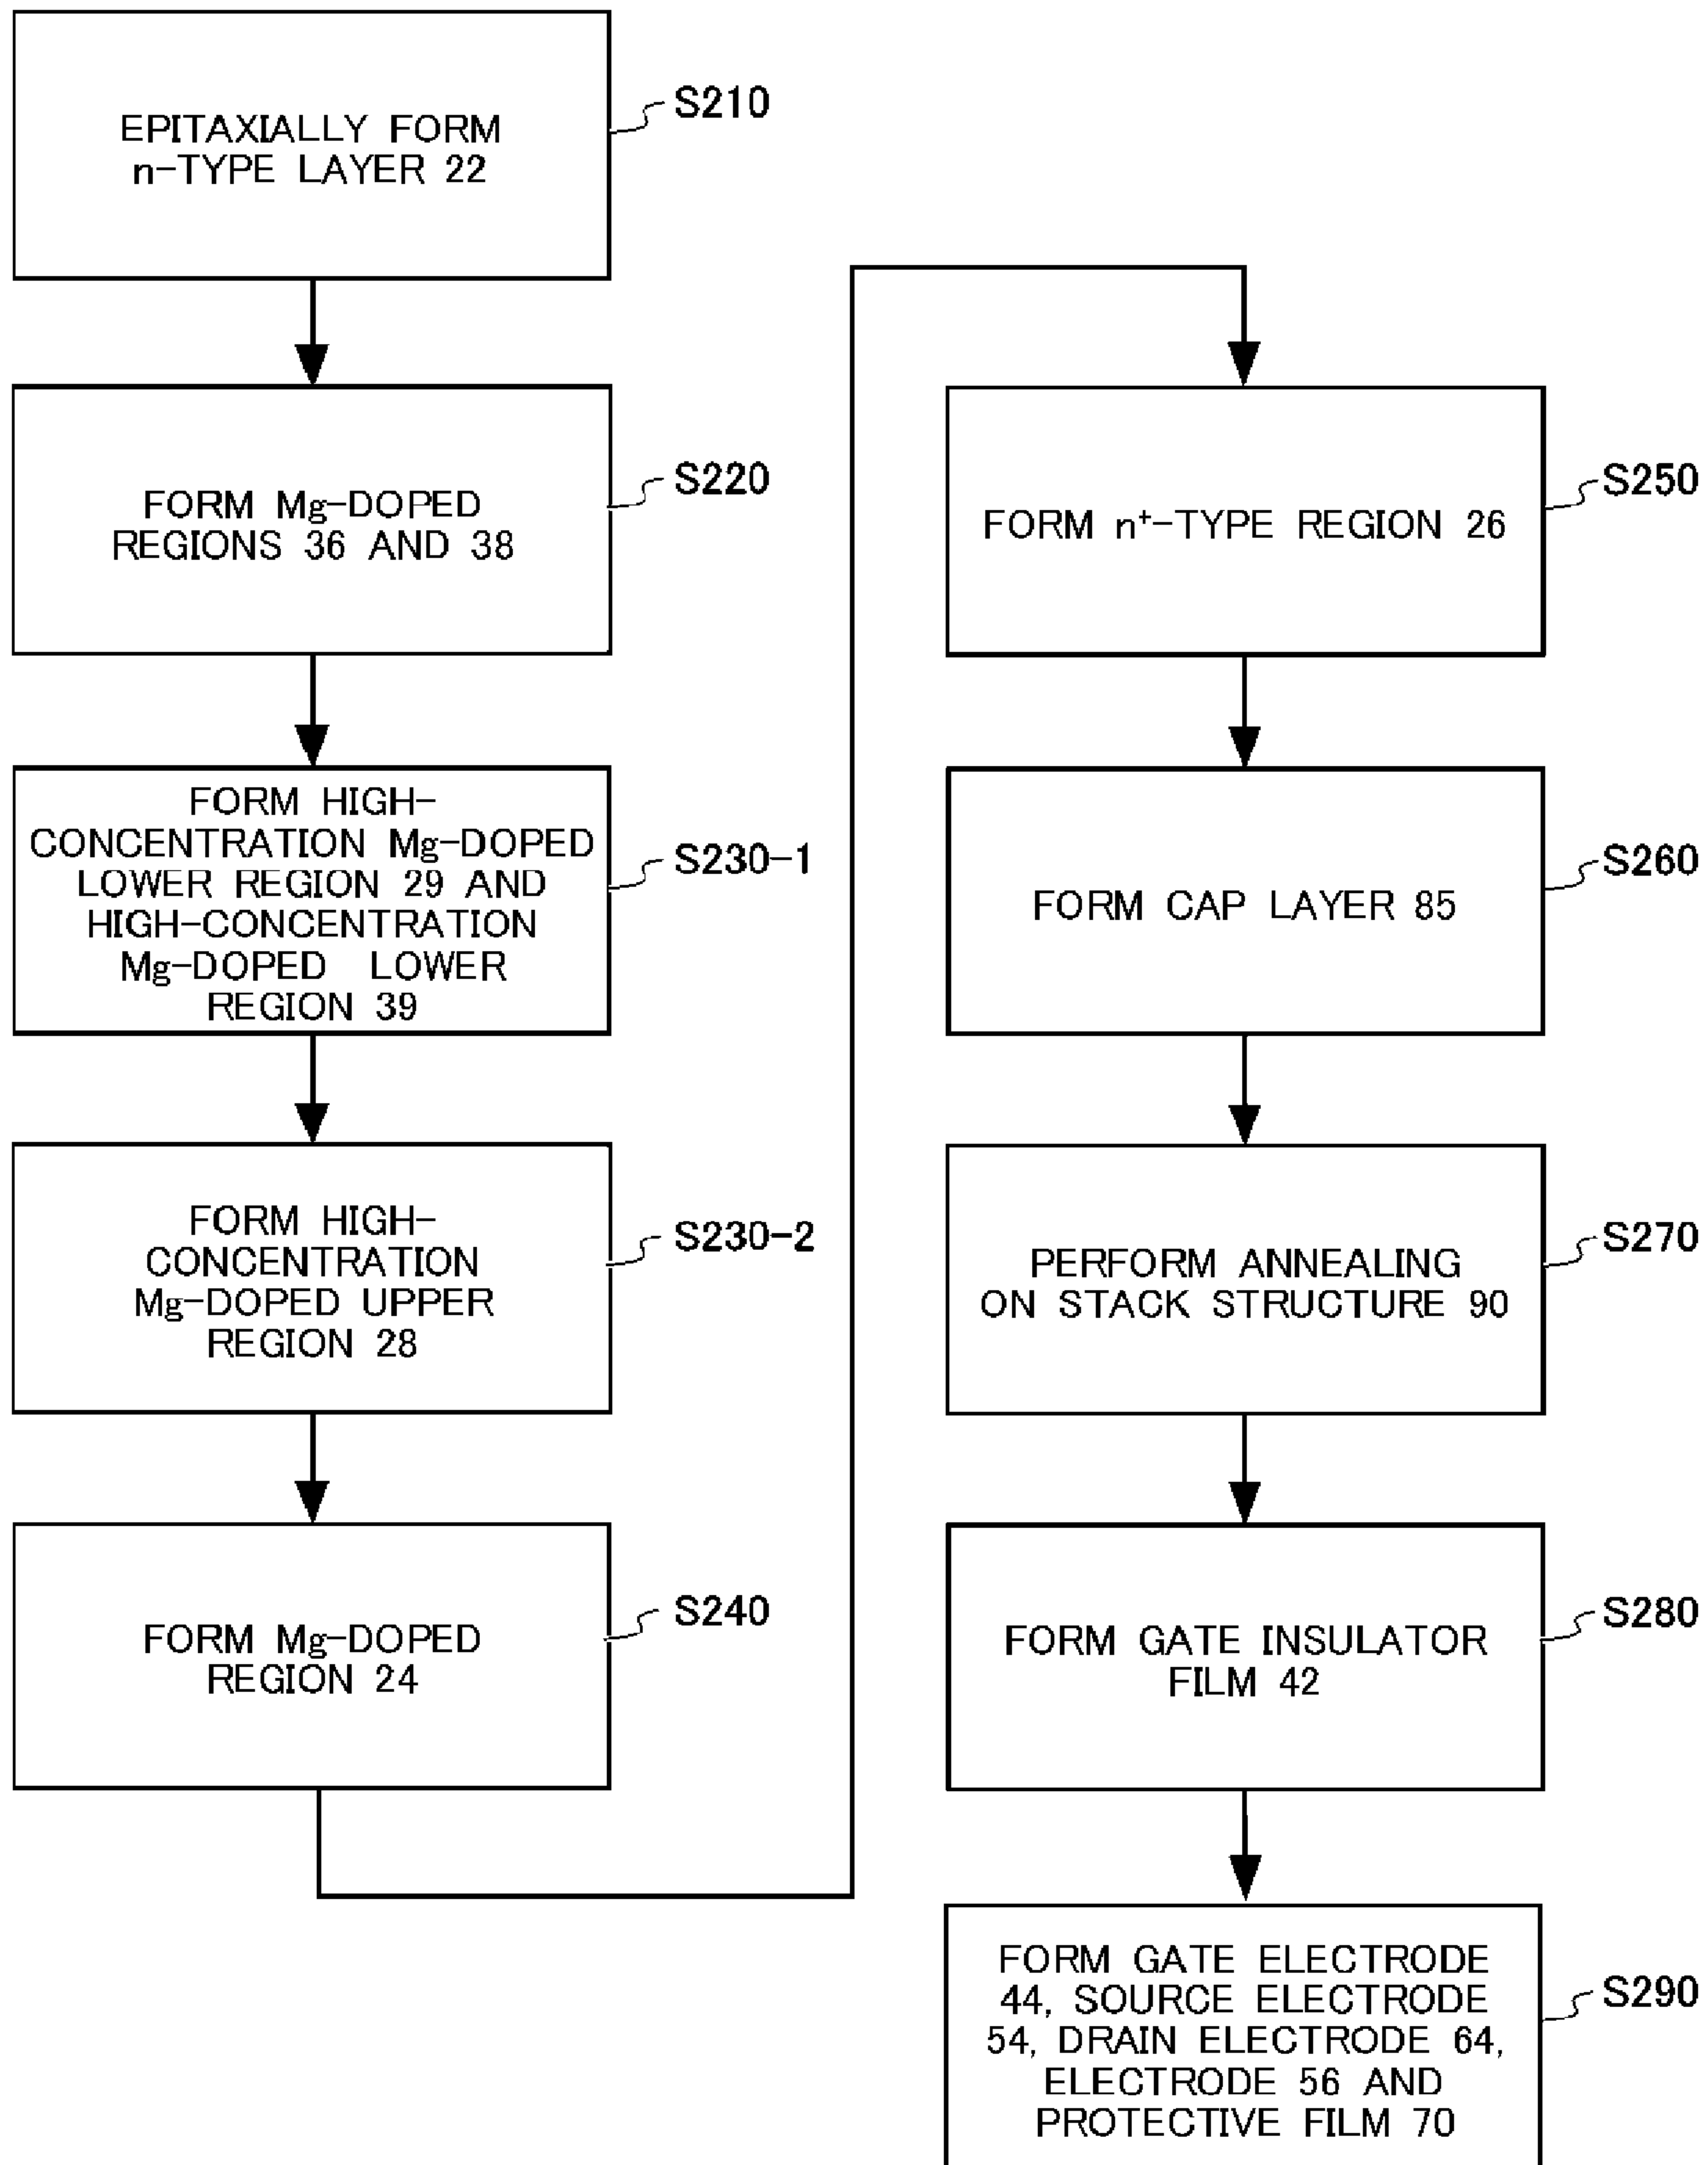 EPITAXIALLY FORM
n-TYPE LAYER 22
S210
FORM Mg-DOPED
REGIONS 36 AND 38
S220
FORM HIGH-
CONCENTRATION Mg-DOPED
LOWER REGION 29 AND
HIGH-CONCENTRATION
Mg-DOPED LOWER
REGION 39
S230-1
FORM HIGH-
CONCENTRATION
Mg-DOPED UPPER
REGION 28
S230-2
FORM Mg-DOPED
REGION 24
S240
FORM n⁺-TYPE REGION 26
S250
FORM CAP LAYER 85
S260
PERFORM ANNEALING
ON STACK STRUCTURE 90
S270
FORM GATE INSULATOR
FILM 42
S280
FORM GATE ELECTRODE
44, SOURCE ELECTRODE
54, DRAIN ELECTRODE 64,
ELECTRODE 56 AND
PROTECTIVE FILM 70
S290